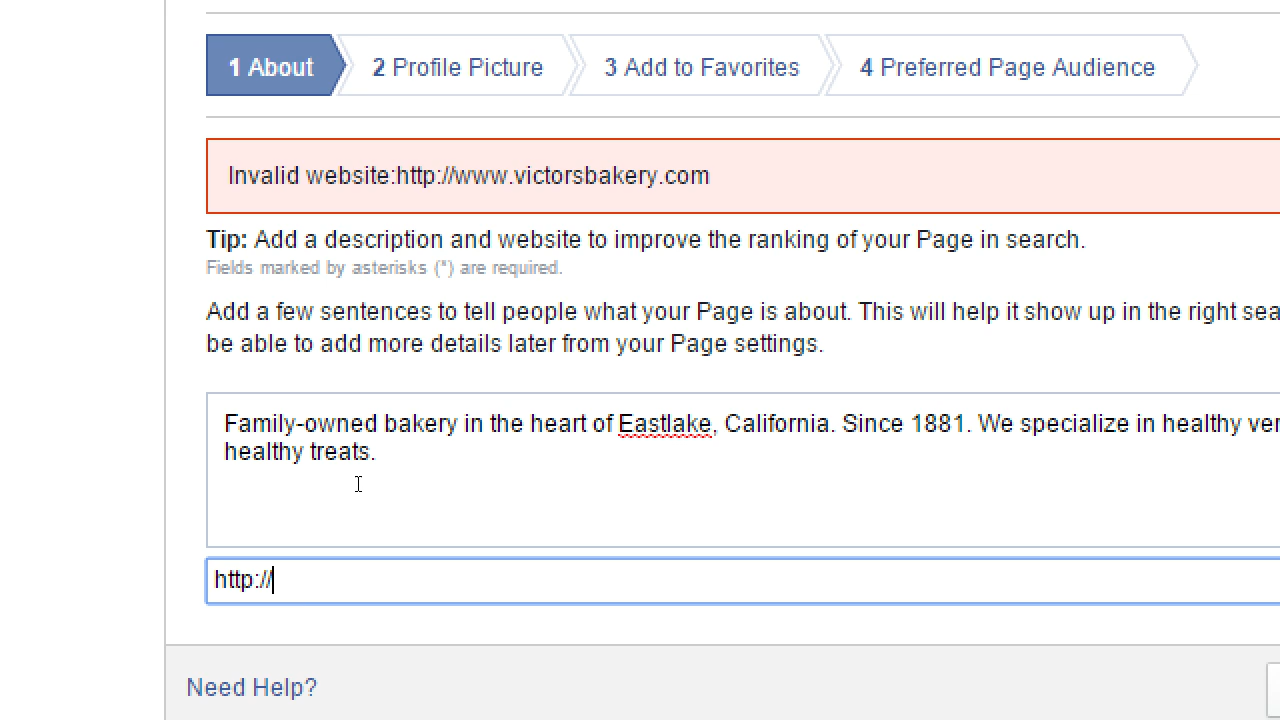 1 About
2 Profile Picture
3 Add to Favorites
4 Preferred Page Audience
Invalid website:http://www.victorsbakery.com
Tip: Add a description and website to improve the ranking of your Page in search.
Fields marked by asterisks (*) are required.
Add a few sentences to tell people what your Page is about. This will help it show up in the right
be able to add more details later from your Page settings.
Family-owned bakery in the heart of Eastlake, California. Since 1881. We specialize in healthy
healthy treats.
http://
Need Help?